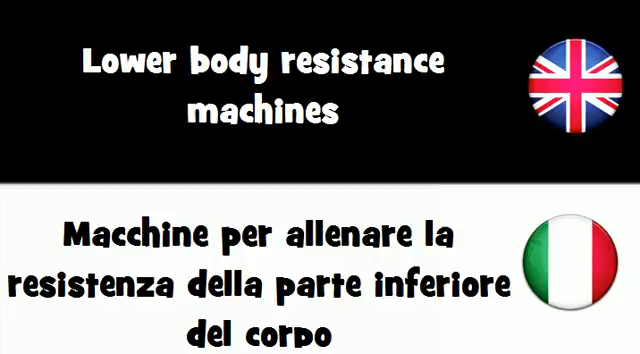 Lower body resistance
machines
Macchine per allenare la
resistenza della parte inferiore
del corpo